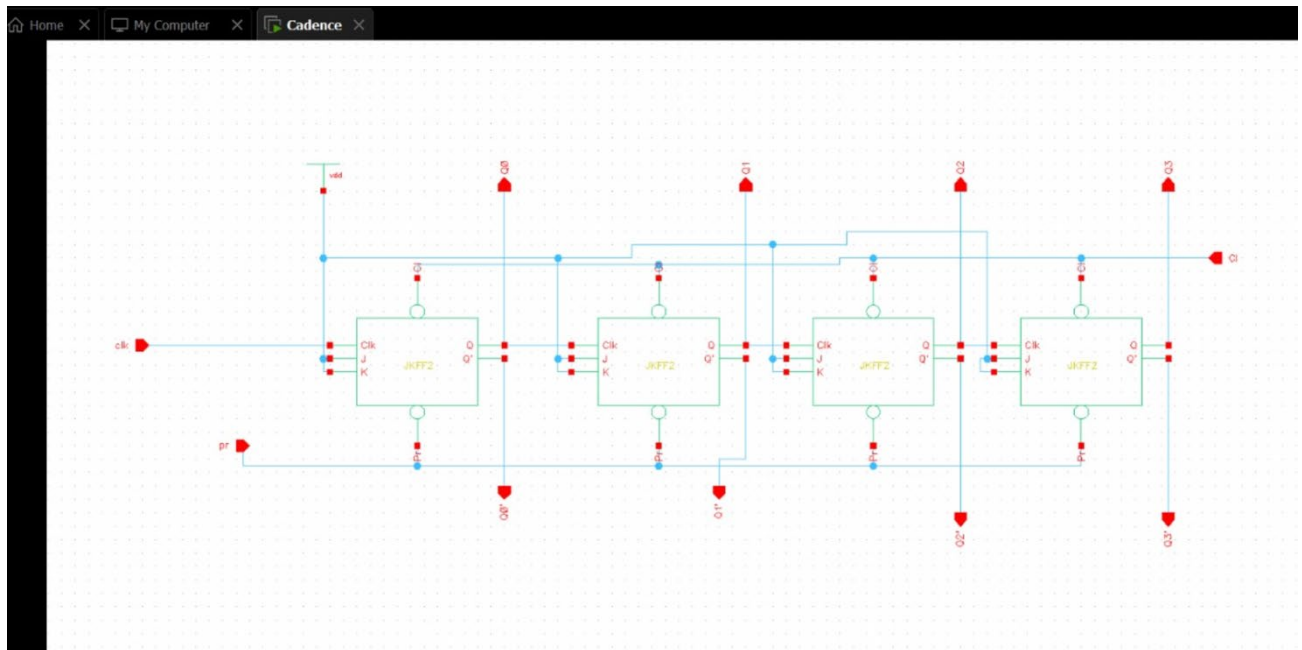 Home
My Computer
Cadence
vdd
Q0
Q1
Q2
Q3
Cl
Cl
Cl
Cl
Cl
clk
Clk
J
K
JKFF2
Q
Q'
Clk
J
K
JKFF2
Q
Q'
Clk
J
K
JKFF2
Q
Q'
Clk
J
K
JKFF2
Q
Q'
pr
Pr
Pr
Pr
Pr
Q0'
Q1'
Q2'
Q3'